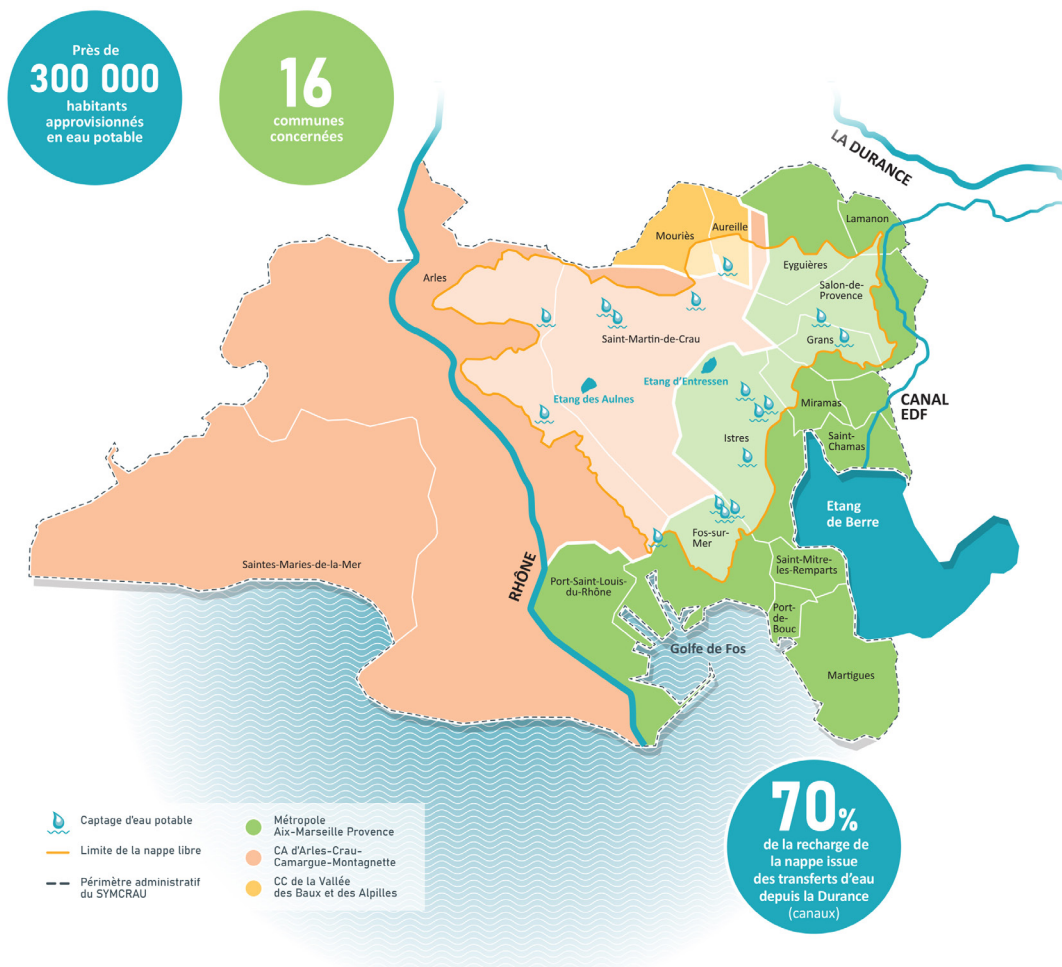 Près de
300 000
habitants
approvisionnés
en eau potable
16
communes
concernées
LA DURANCE
Lamanon
Aureille
Mouriès
Eyguières
Arles
Salon-de-
Provence
Saint-Martin-de-Crau
Grans
Etang d'Entressen
Etang des Aulnes
Miramas
CANAL
EDF
Istres
Saint-
Chamas
Etang
de Berre
Fos-sur-
Mer
Saintes-Maries-de-la-Mer
RHÔNE
Port-Saint-Louis-
du-Rhône
Saint-Mitre-
les-Remparts
Port-
de-
Bouc
Golfe de Fos
Martigues
Captage d'eau potable
Limite de la nappe libre
Périmètre administratif
du SYMCRAU
Métropole
Aix-Marseille Provence
CA d'Arles-Crau-
Camargue-Montagnette
CC de la Vallée
des Baux et des Alpilles
70%
de la recharge de
la nappe issue
des transferts d'eau
depuis la Durance
(canaux)